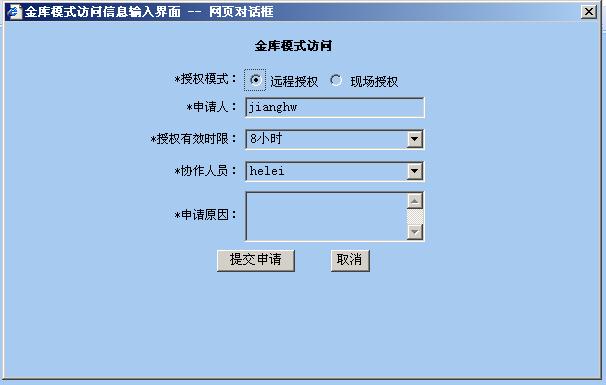 金库模式访问信息输入界面 -- 网页对话框
金库模式访问
*授权模式： 远程授权 现场授权
*申请人： jianghw
*授权有效时限： 8小时
*协作人员： helei
*申请原因：
提交申请 取消